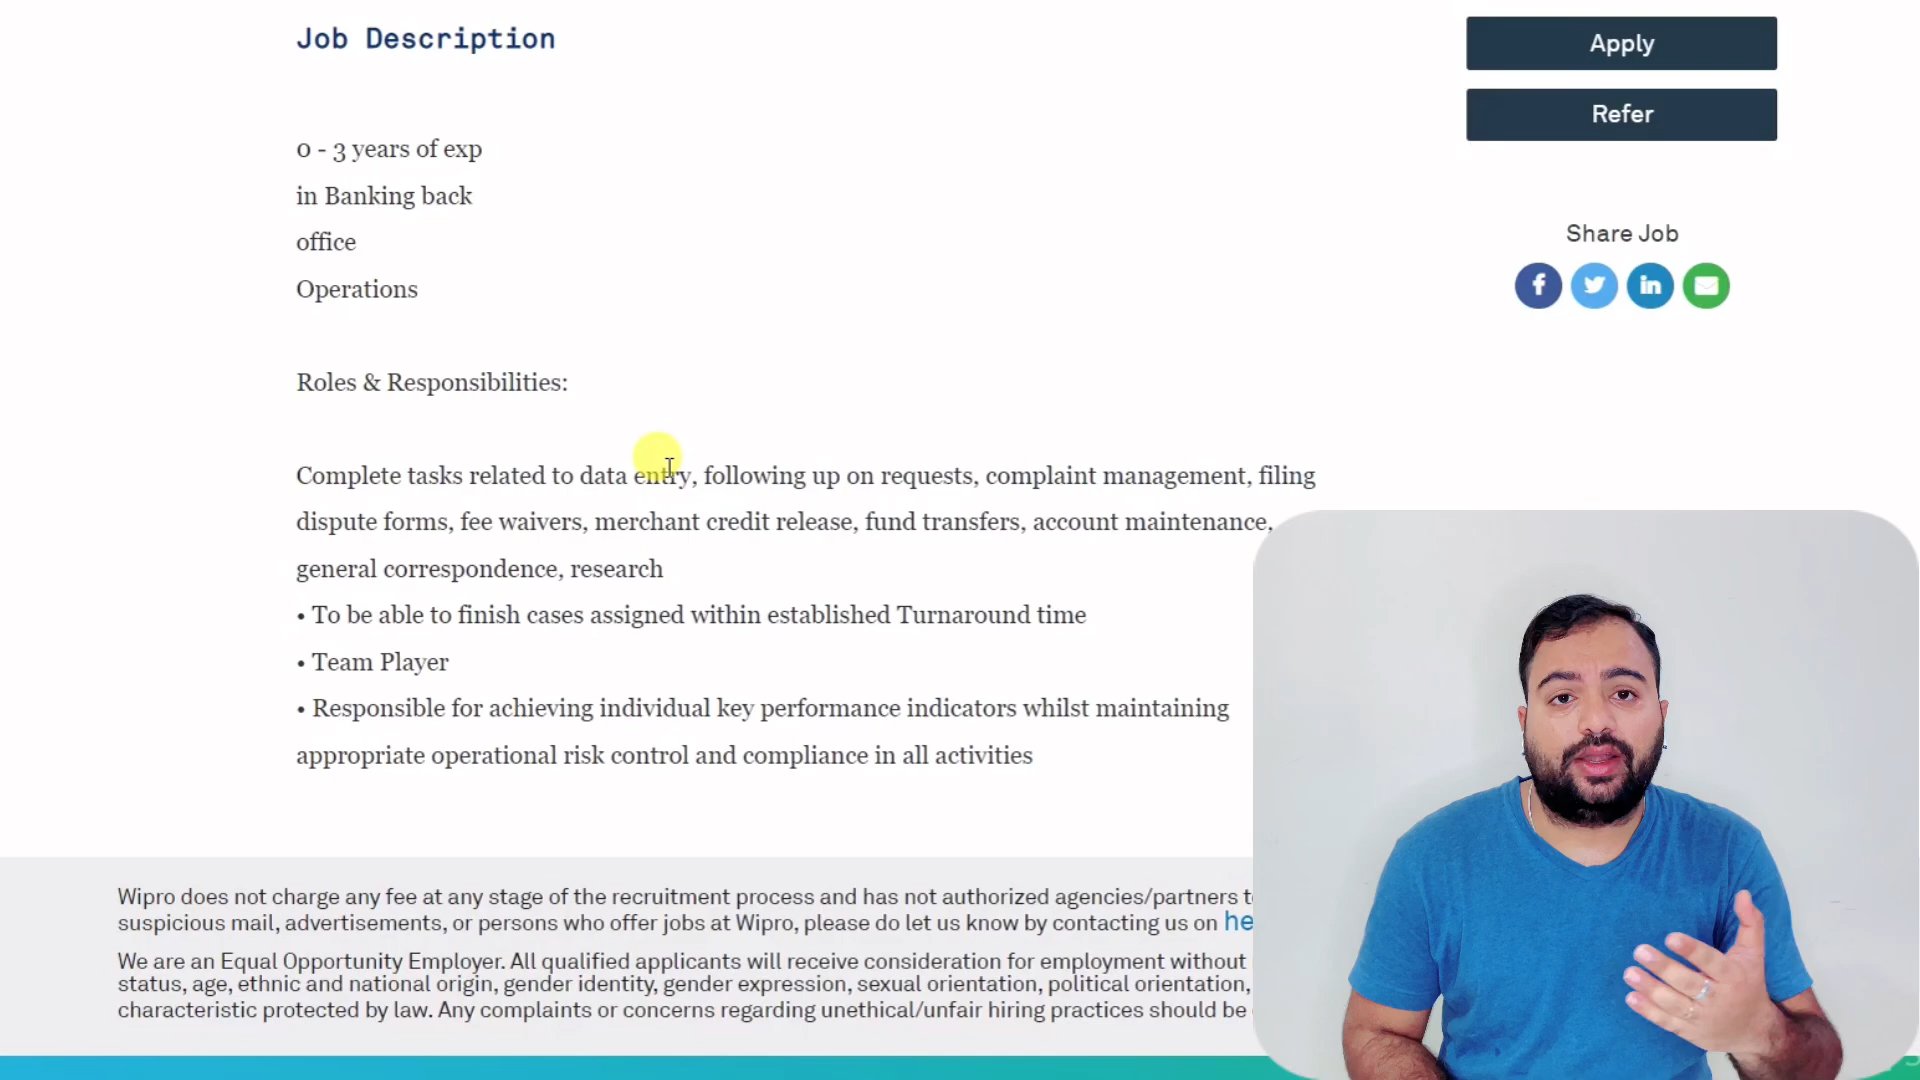 Job Description
Apply
Refer
0 - 3 years of exp
in Banking back
office
Operations
Share Job
Roles & Responsibilities:
Complete tasks related to data entry, following up on requests, complaint management, filing
dispute forms, fee waivers, merchant credit release, fund transfers, account maintenance,
general correspondence, research
• To be able to finish cases assigned within established Turnaround time
• Team Player
• Responsible for achieving individual key performance indicators whilst maintaining
appropriate operational risk control and compliance in all activities
Wipro does not charge any fee at any stage of the recruitment process and has not authorized agencies/partners
suspicious mail, advertisements, or persons who offer jobs at Wipro, please do let us know by contacting us on
We are an Equal Opportunity Employer. All qualified applicants will receive consideration for employment without
status, age, ethnic and national origin, gender identity, gender expression, sexual orientation, political orientation,
characteristic protected by law. Any complaints or concerns regarding unethical/unfair hiring practices should be